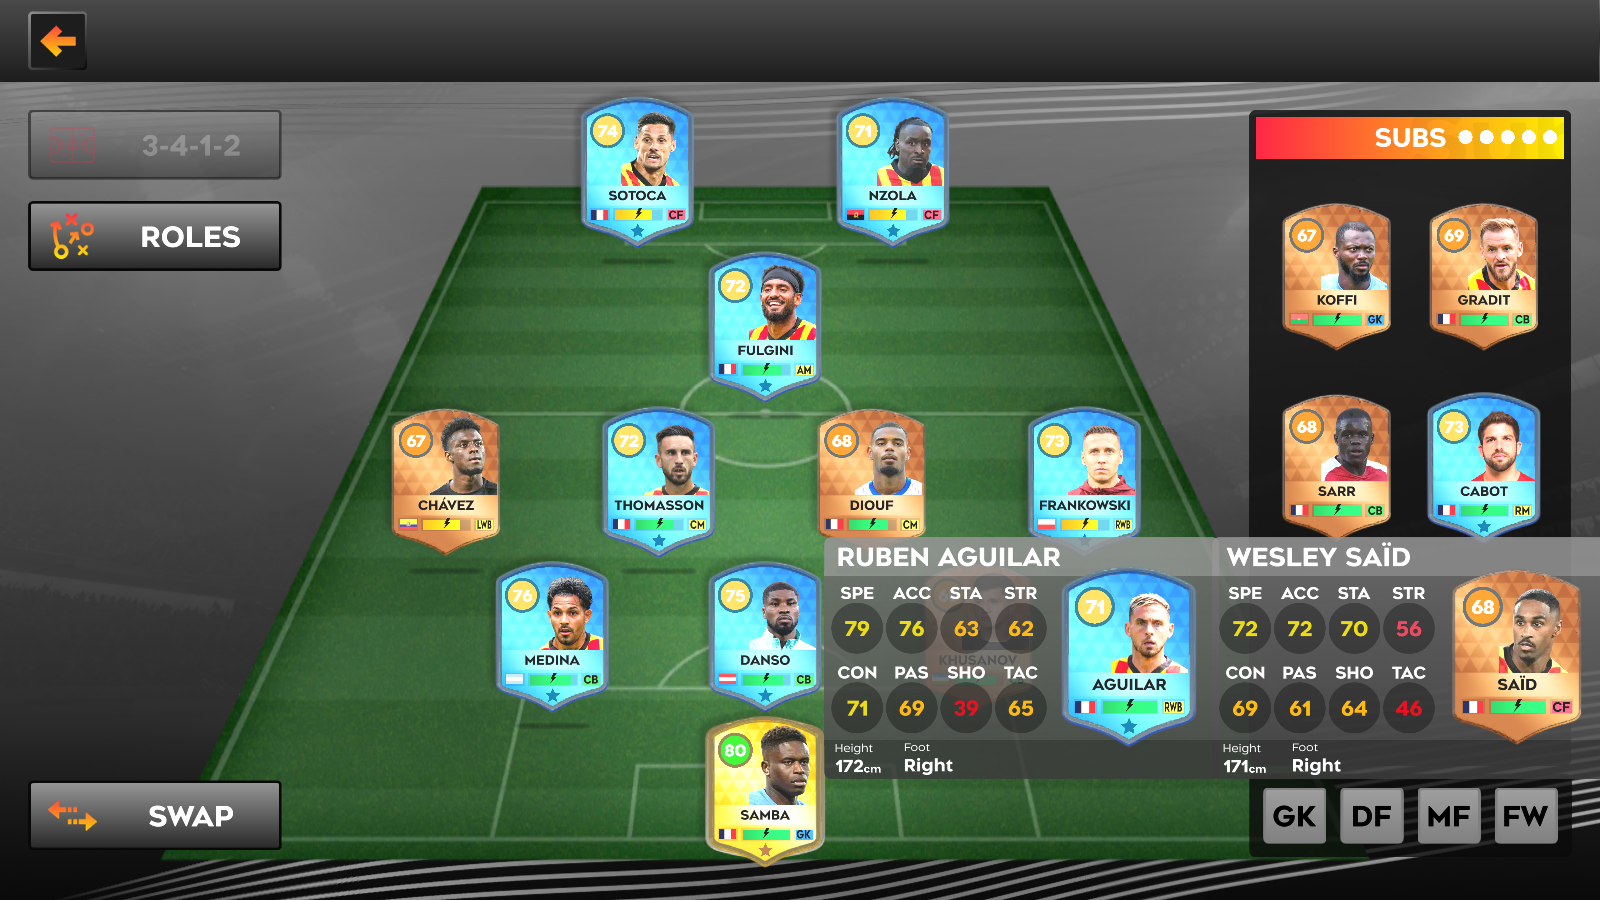 3-4-1-2
ROLES
SWAP
74
SOTOCA
CF
71
NZOLA
CF
72
FULGINI
AM
67
CHÁVEZ
LWB
72
THOMASSON
CM
68
DIOUF
CM
73
FRANKOWSKI
RWB
76
MEDINA
CB
75
DANSO
CB
KHUSANOV
80
SAMBA
GK
SUBS
67
KOFFI
GK
69
GRADIT
CB
68
SARR
CB
73
CABOT
RM
RUBEN AGUILAR
SPE ACC STA STR
79 76 63 62
CON PAS SHO TAC
71 69 39 65
Height Foot
172cm Right
71
AGUILAR
RWB
WESLEY SAÏD
SPE ACC STA STR
72 72 70 56
CON PAS SHO TAC
69 61 64 46
Height Foot
171cm Right
68
SAÏD
CF
GK DF MF FW